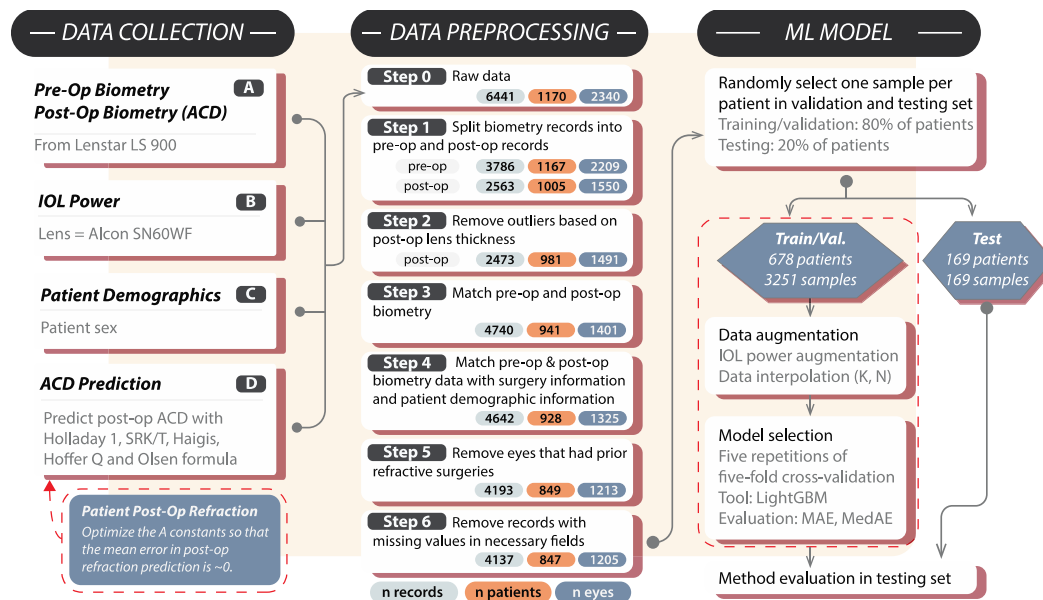 — DATA COLLECTION —
Pre-Op Biometry A
Post-Op Biometry (ACD)
From Lenstar LS 900
IOL Power B
Lens = Alcon SN60WF
Patient Demographics C
Patient sex
ACD Prediction D
Predict post-op ACD with
Holladay 1, SRK/T, Haigis,
Hoffer Q and Olsen formula
Patient Post-Op Refraction
Optimize the A constants so that
the mean error in post-op
refraction prediction is ~0.
— DATA PREPROCESSING —
Step 0 Raw data
6441 1170 2340
Step 1 Split biometry records into
pre-op and post-op records
pre-op 3786 1167 2209
post-op 2563 1005 1550
Step 2 Remove outliers based on
post-op lens thickness
post-op 2473 981 1491
Step 3 Match pre-op and post-op
biometry
4740 941 1401
Step 4 Match pre-op & post-op
biometry data with surgery information
and patient demographic information
4642 928 1325
Step 5 Remove eyes that had prior
refractive surgeries
4193 849 1213
Step 6 Remove records with
missing values in necessary fields
4137 847 1205
n records n patients n eyes
— ML MODEL —
Randomly select one sample per
patient in validation and testing set
Training/validation: 80% of patients
Testing: 20% of patients
Train/Val.
678 patients
3251 samples
Test
169 patients
169 samples
Data augmentation
IOL power augmentation
Data interpolation (K, N)
Model selection
Five repetitions of
five-fold cross-validation
Tool: LightGBM
Evaluation: MAE, MedAE
Method evaluation in testing set